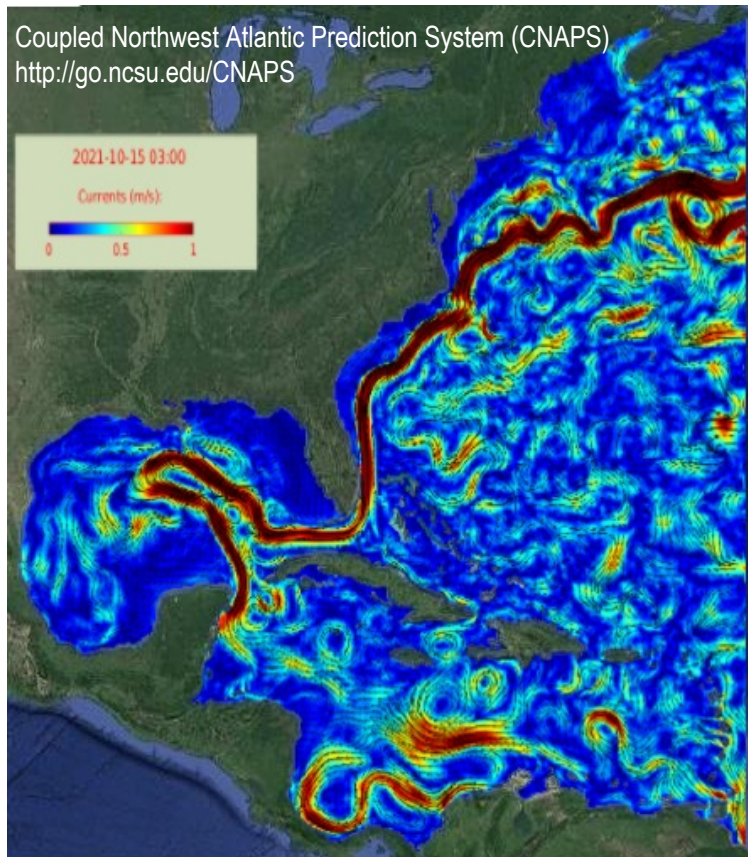 Coupled Northwest Atlantic Prediction System (CNAPS)
http://go.ncsu.edu/CNAPS
2021-10-15 03:00
Currents (m/s):
0 0.5 1